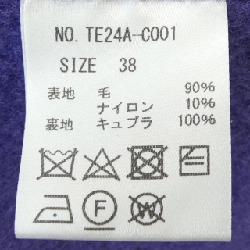 NO. TE24A-C001
SIZE 38
表地 毛 90%
ナイロン 10%
裏地 キュプラ 100%
F
W